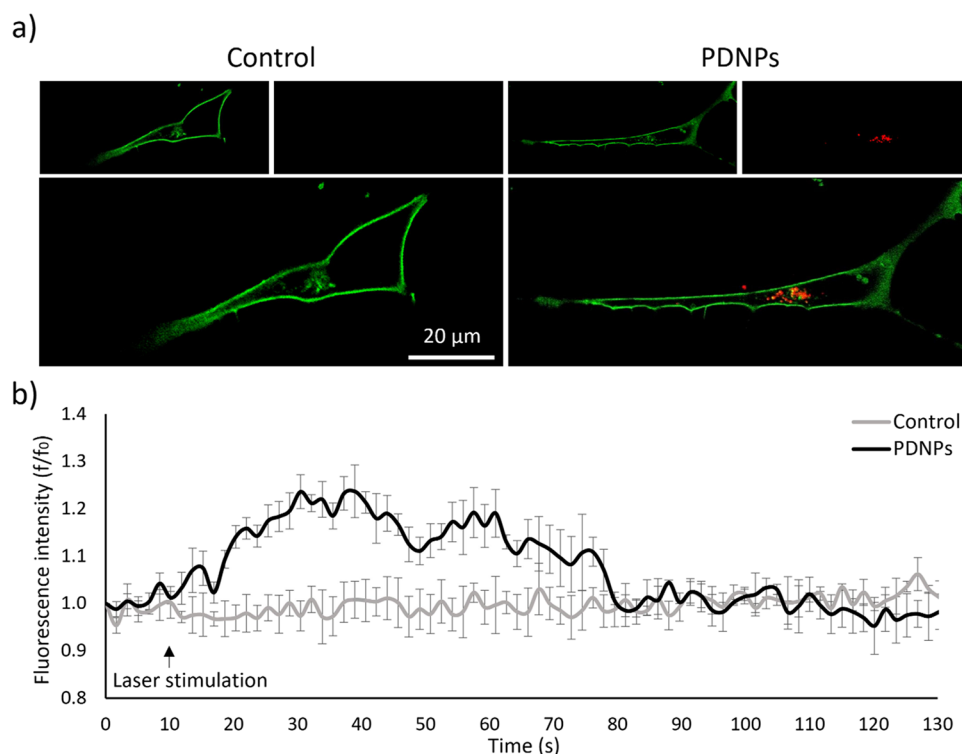 a)
Control
PDNPs
20 µm
b)
Fluorescence intensity (f/f0)
1.4
1.3
1.2
1.1
1.0
0.9
0.8
Control
PDNPs
Laser stimulation
0 10 20 30 40 50 60 70 80 90 100 110 120 130
Time (s)